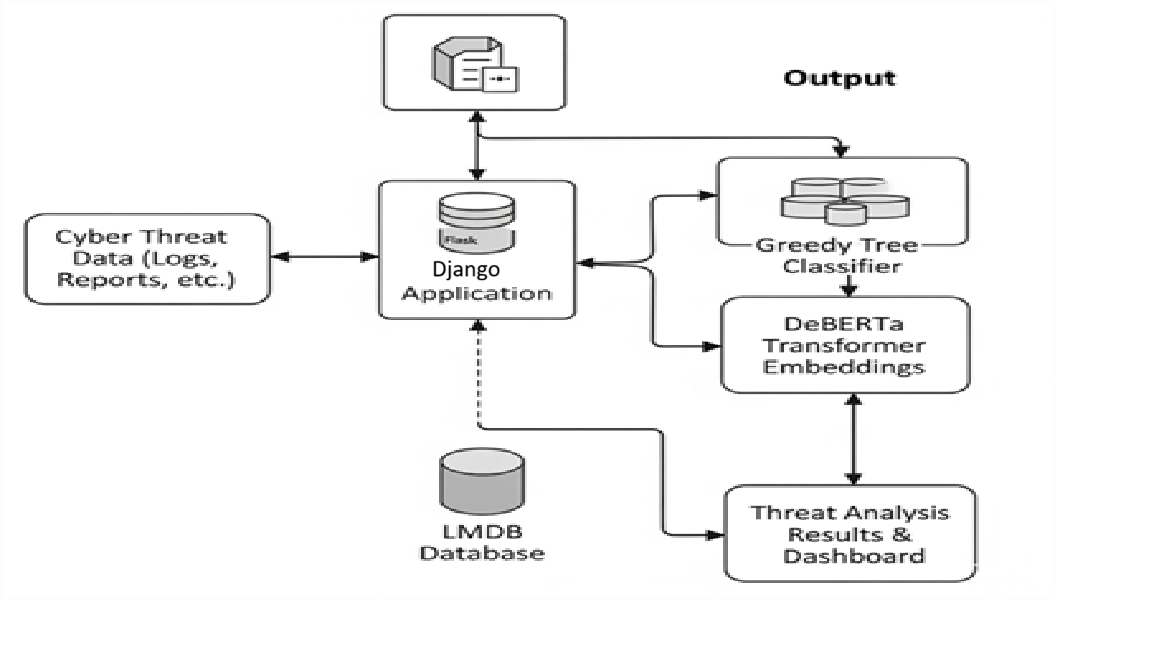 Output
Cyber Threat
Data (Logs,
Reports, etc.)
Flask
Django
Application
Greedy Tree
Classifier
DeBERTa
Transformer
Embeddings
LMDB
Database
Threat Analysis
Results &
Dashboard